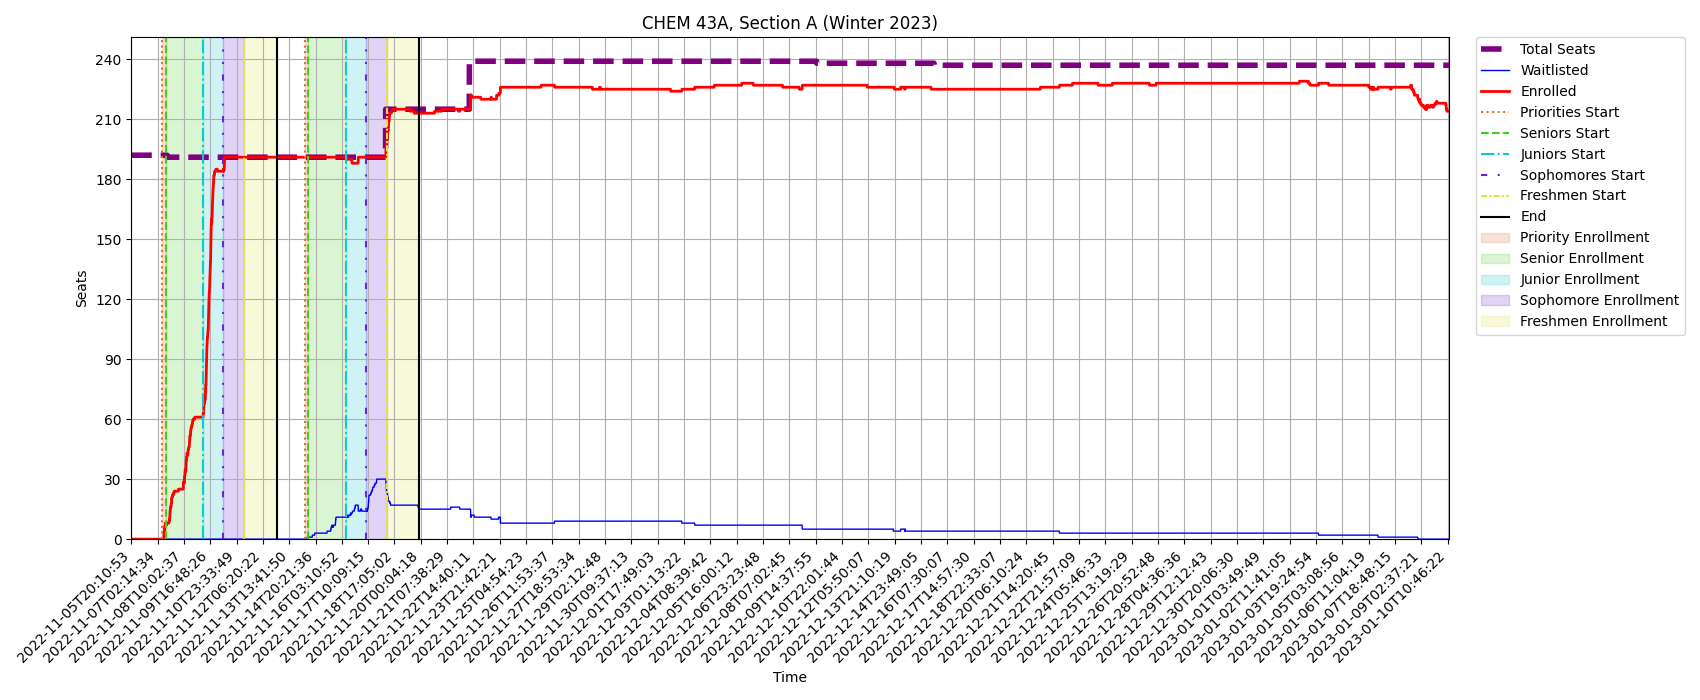 CHEM 43A, Section A (Winter 2023)
Seats
240
210
180
150
120
90
60
30
0
2022-11-05T20:10:53
2022-11-07T02:14:34
2022-11-08T10:02:37
2022-11-09T16:48:26
2022-11-10T23:33:49
2022-11-12T06:20:22
2022-11-13T13:41:50
2022-11-14T20:21:36
2022-11-16T03:10:52
2022-11-17T10:09:15
2022-11-18T17:05:02
2022-11-20T00:04:18
2022-11-21T07:38:29
2022-11-22T14:40:11
2022-11-23T21:42:21
2022-11-25T04:54:23
2022-11-26T11:53:37
2022-11-27T18:53:34
2022-11-29T02:12:48
2022-11-30T09:37:13
2022-12-01T17:49:03
2022-12-03T01:13:22
2022-12-04T08:39:42
2022-12-05T16:00:12
2022-12-06T23:23:48
2022-12-08T07:02:45
2022-12-09T14:37:55
2022-12-10T22:01:44
2022-12-12T05:50:07
2022-12-13T21:10:19
2022-12-14T23:49:05
2022-12-16T07:30:07
2022-12-17T14:57:30
2022-12-18T22:33:07
2022-12-20T06:10:24
2022-12-21T14:20:45
2022-12-22T21:57:09
2022-12-24T05:46:33
2022-12-25T13:19:29
2022-12-26T20:52:48
2022-12-28T04:36:36
2022-12-29T12:12:43
2022-12-30T20:06:30
2023-01-01T03:49:49
2023-01-02T11:41:05
2023-01-03T19:24:54
2023-01-05T03:08:56
2023-01-06T11:04:19
2023-01-07T18:48:15
2023-01-09T02:37:21
2023-01-10T10:46:22
Time
Total Seats
Waitlisted
Enrolled
Priorities Start
Seniors Start
Juniors Start
Sophomores Start
Freshmen Start
End
Priority Enrollment
Senior Enrollment
Junior Enrollment
Sophomore Enrollment
Freshmen Enrollment